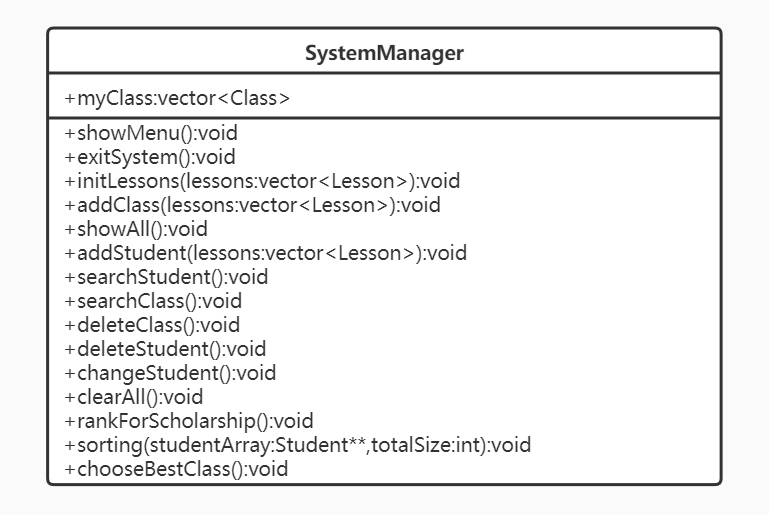 SystemManager
+myClass:vector<Class>
+showMenu():void
+exitSystem():void
+initLessons(lessons:vector<Lesson>):void
+addClass(lessons:vector<Lesson>):void
+showAll():void
+addStudent(lessons:vector<Lesson>):void
+searchStudent():void
+searchClass():void
+deleteClass():void
+deleteStudent():void
+changeStudent():void
+clearAll():void
+rankForScholarship():void
+sorting(studentArray:Student**,totalSize:int):void
+chooseBestClass():void